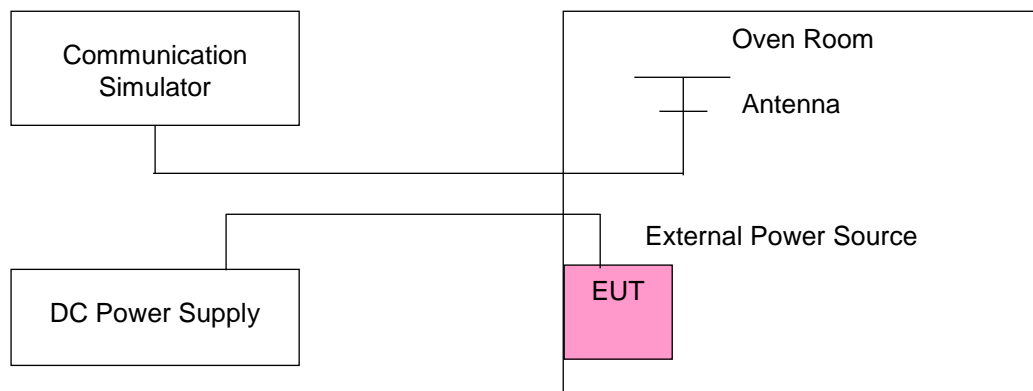 Communication
Simulator
Oven Room
Antenna
External Power Source
DC Power Supply
EUT